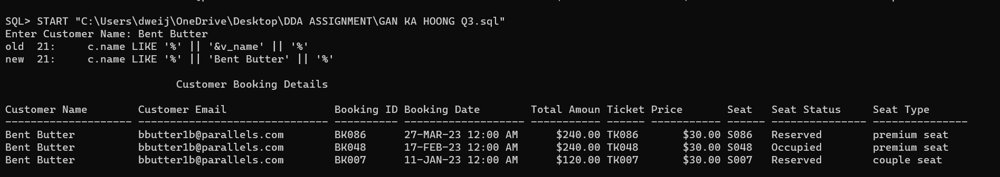 SQL> START "C:\Users\dweij\OneDrive\Desktop\DDA ASSIGNMENT\GAN KA HOONG Q3.sql"
Enter Customer Name: Bent Butter
old  21:     c.name LIKE '%' || '&v_name' || '%'
new  21:     c.name LIKE '%' || 'Bent Butter' || '%'
Customer Booking Details
Customer Name        Customer Email                 Booking ID Booking Date        Total Amoun Ticket Price       Seat   Seat Status     Seat Type
-------------------- ------------------------------ ---------- ------------------- ----------- ------ ----------- ------ --------------- ---------------
Bent Butter          bbutter1b@parallels.com        BK086      27-MAR-23 12:00 AM      $240.00 TK086       $30.00 S086   Reserved        premium seat
Bent Butter          bbutter1b@parallels.com        BK048      17-FEB-23 12:00 AM      $240.00 TK048       $30.00 S048   Occupied        premium seat
Bent Butter          bbutter1b@parallels.com        BK007      11-JAN-23 12:00 AM      $120.00 TK007       $30.00 S007   Reserved        couple seat